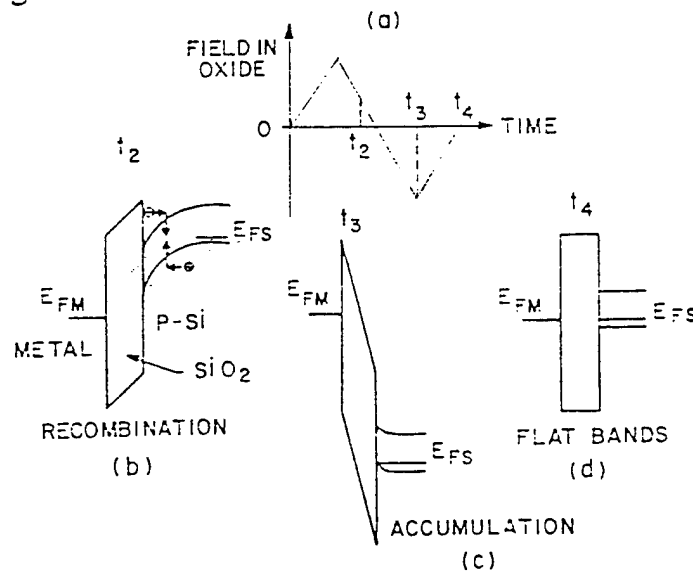 (a)
FIELD IN
OXIDE
O
t2
t3
t4
TIME
t2
EFS
EFM
P-Si
METAL
SiO2
RECOMBINATION
(b)
t3
EFM
EFS
ACCUMULATION
(c)
t4
EFM
EFS
FLAT BANDS
(d)